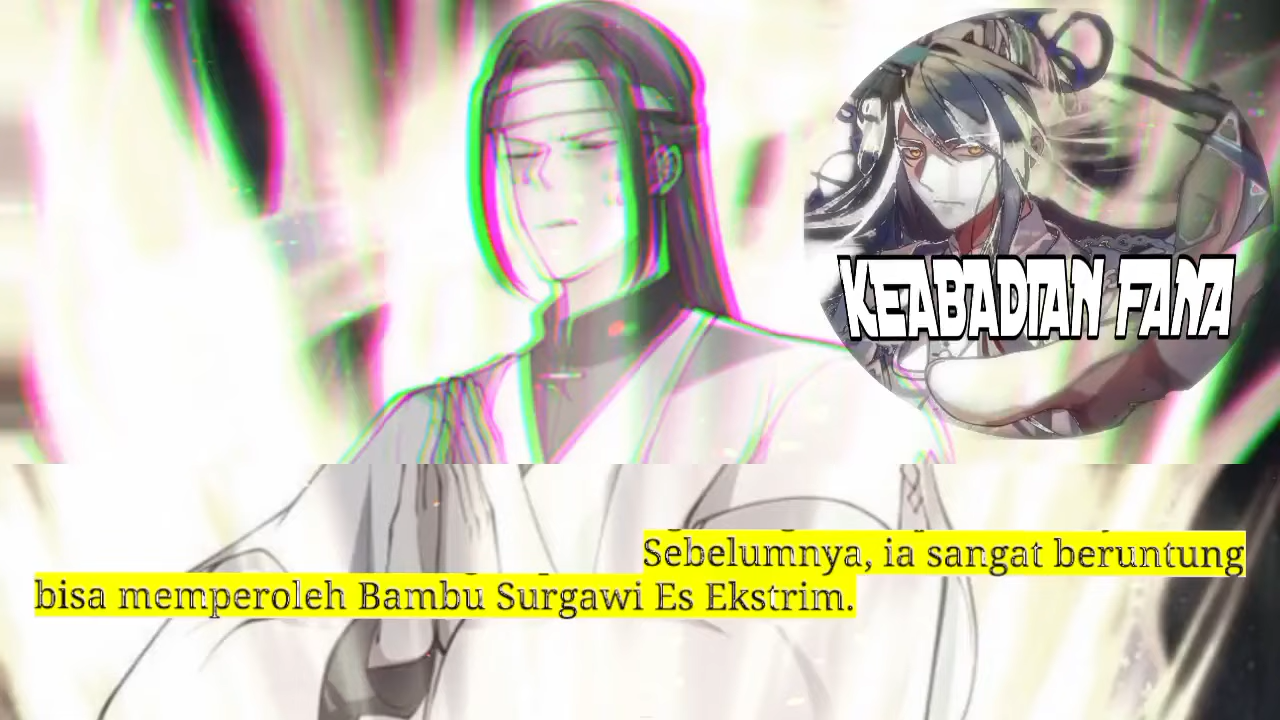 KEABADIAN FANA
Sebelumnya, ia sangat beruntung
bisa memperoleh Bambu Surgawi Es Ekstrim.